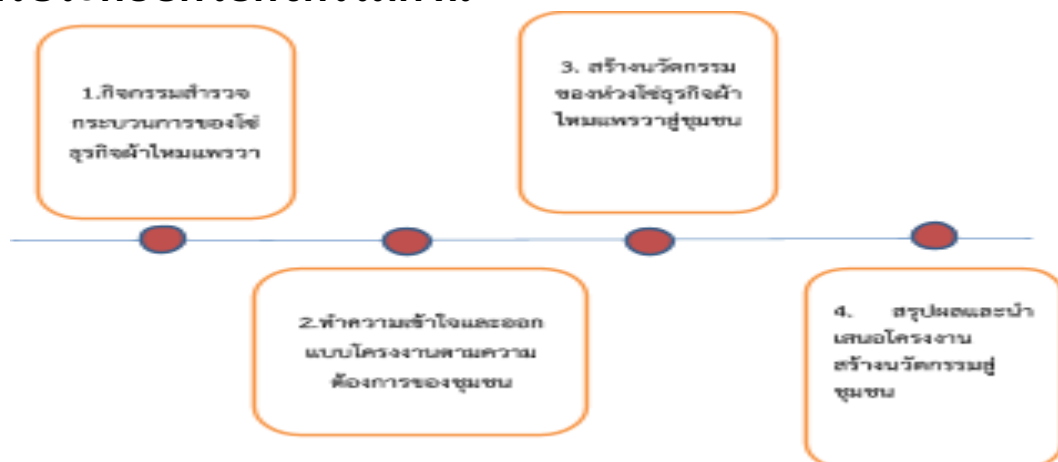 1.กิจกรรมสำรวจ
กระบวนการของโซ่
ธุรกิจผ้าไหมแพรวา
2.ทำความเข้าใจและออก
แบบโครงงานตามความ
ต้องการของชุมชน
3. สร้างนวัตกรรม
ของห่วงโซ่ธุรกิจผ้า
ไหมแพรวาสู่ชุมชน
4. สรุปผลและนำ
เสนอโครงงาน
สร้างนวัตกรรมสู่
ชุมชน